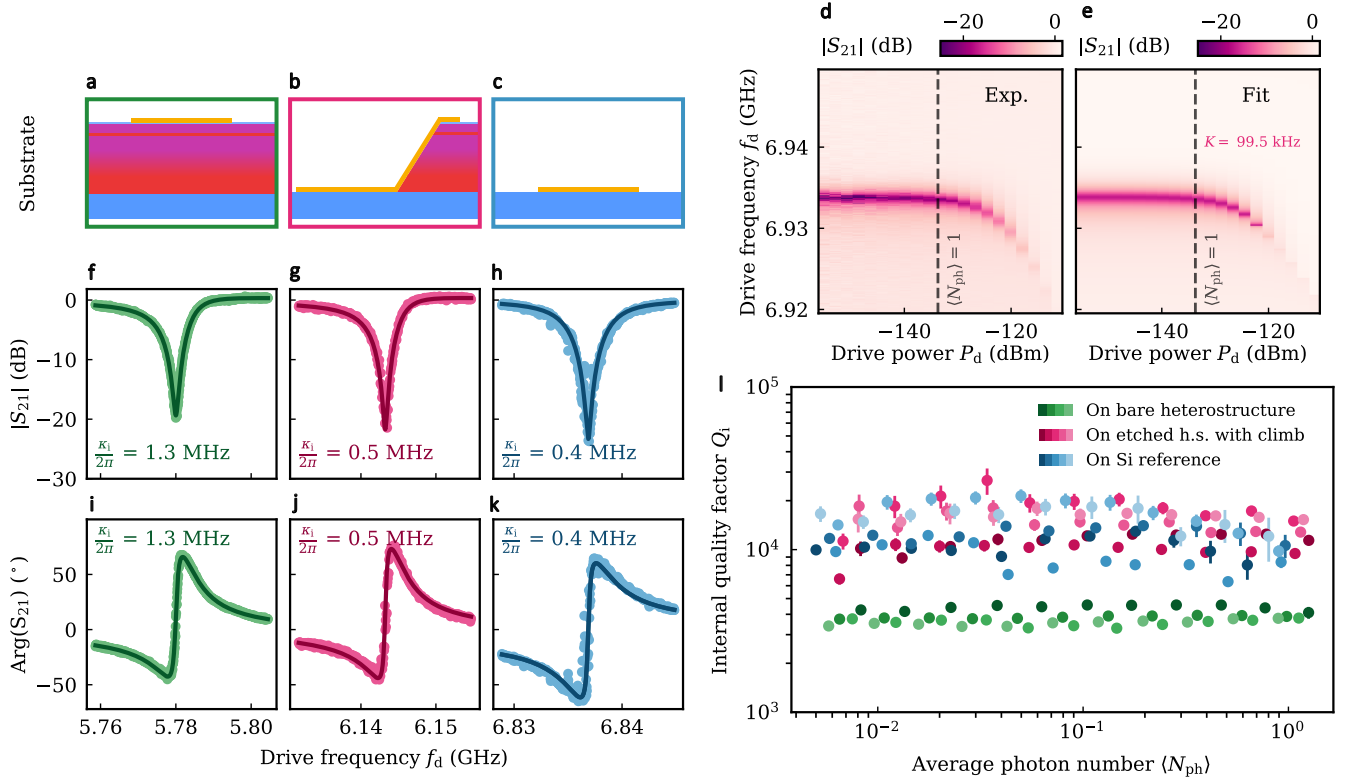 a
b
c
Substrate
d
−20
0
|S21| (dB)
e
−20
0
|S21| (dB)
Exp.
Fit
K = 99.5 kHz
⟨Nph⟩ = 1
⟨Nph⟩ = 1
Drive frequency fd (GHz)
6.94
6.93
6.92
−140
−120
−140
−120
Drive power Pd (dBm)
Drive power Pd (dBm)
f
g
h
|S21| (dB)
0
−10
−20
−30
κi/2π = 1.3 MHz
κi/2π = 0.5 MHz
κi/2π = 0.4 MHz
i
j
k
Arg(S21) (°)
50
0
−50
κi/2π = 1.3 MHz
κi/2π = 0.5 MHz
κi/2π = 0.4 MHz
5.76
5.78
5.80
6.14
6.15
6.83
6.84
Drive frequency fd (GHz)
l
Internal quality factor Qi
10^5
10^4
10^3
On bare heterostructure
On etched h.s. with climb
On Si reference
10^−2
10^−1
10^0
Average photon number ⟨Nph⟩